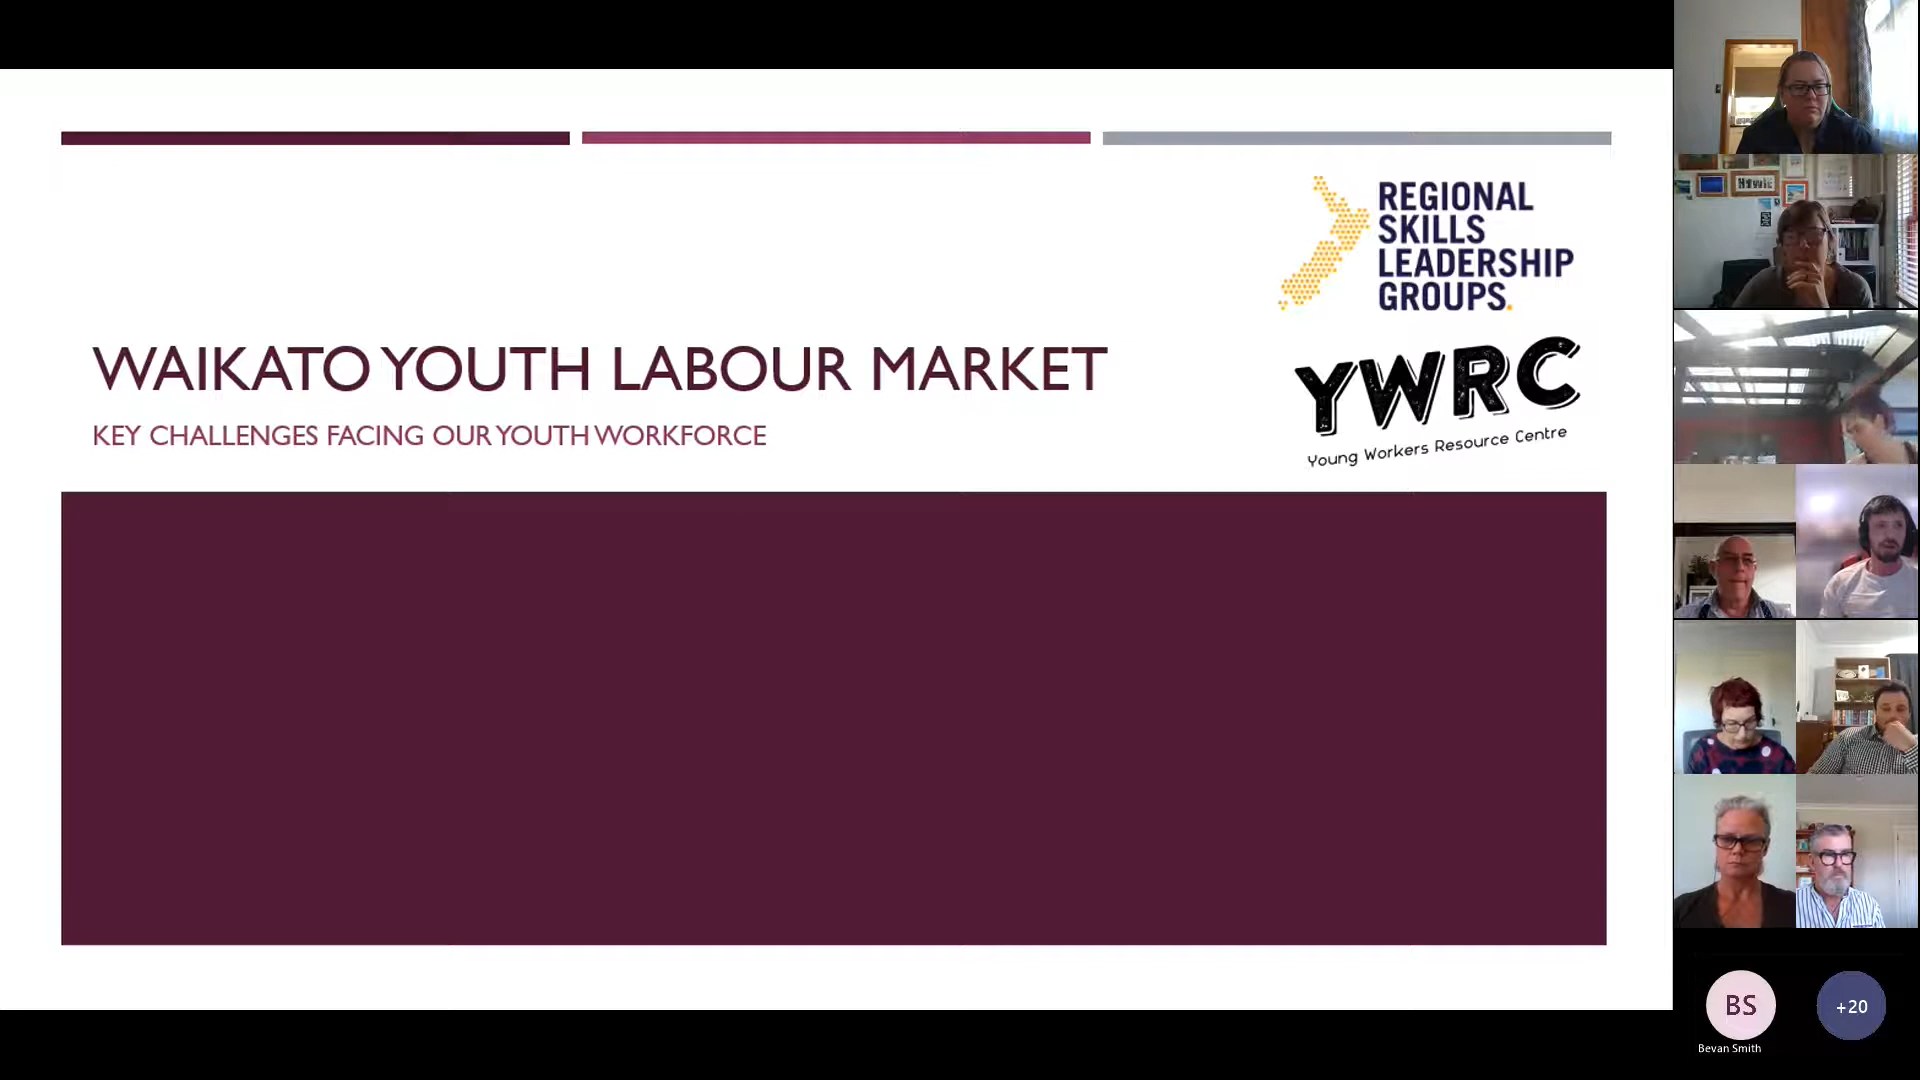 REGIONAL
SKILLS
LEADERSHIP
GROUPS.
WAIKATO YOUTH LABOUR MARKET
KEY CHALLENGES FACING OUR YOUTH WORKFORCE
YWRC
Young Workers Resource Centre
BS
Bevan Smith
+20